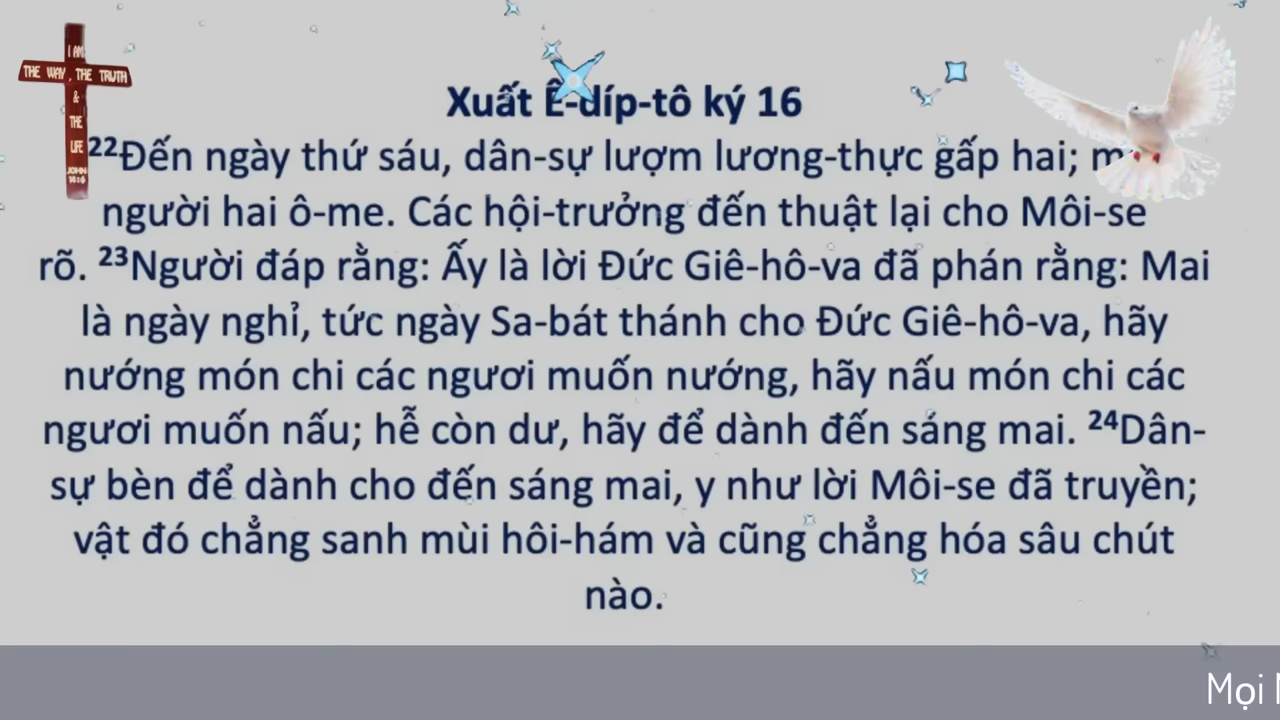 I AM
THE WAY, THE TRUTH
&
THE
LIFE
JOHN
14:6
Xuất Ê-díp-tô ký 16
²²Đến ngày thứ sáu, dân-sự lượm lương-thực gấp hai;
người hai ô-me. Các hội-trưởng đến thuật lại cho Môi-se
rõ. ²³Người đáp rằng: Ấy là lời Đức Giê-hô-va đã phán rằng: Mai
là ngày nghỉ, tức ngày Sa-bát thánh cho Đức Giê-hô-va, hãy
nướng món chi các ngươi muốn nướng, hãy nấu món chi các
ngươi muốn nấu; hễ còn dư, hãy để dành đến sáng mai. ²⁴Dân-
sự bèn để dành cho đến sáng mai, y như lời Môi-se đã truyền;
vật đó chẳng sanh mùi hôi-hám và cũng chẳng hóa sâu chút
nào.
Mọi